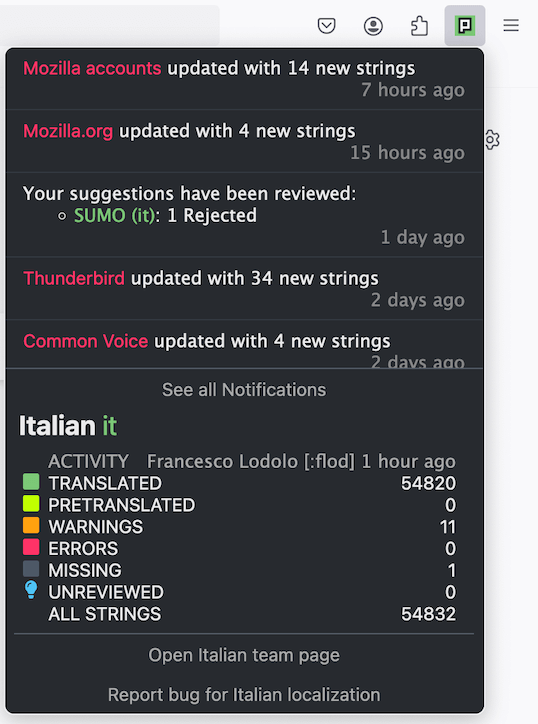 Mozilla accounts updated with 14 new strings
7 hours ago
Mozilla.org updated with 4 new strings
15 hours ago
Your suggestions have been reviewed:
SUMO (it): 1 Rejected
1 day ago
Thunderbird updated with 34 new strings
2 days ago
Common Voice updated with 4 new strings
2 days ago
See all Notifications
Italian it
ACTIVITY Francesco Lodolo [:flod] 1 hour ago
TRANSLATED 54820
PRETRANSLATED 0
WARNINGS 11
ERRORS 0
MISSING 1
UNREVIEWED 0
ALL STRINGS 54832
Open Italian team page
Report bug for Italian localization